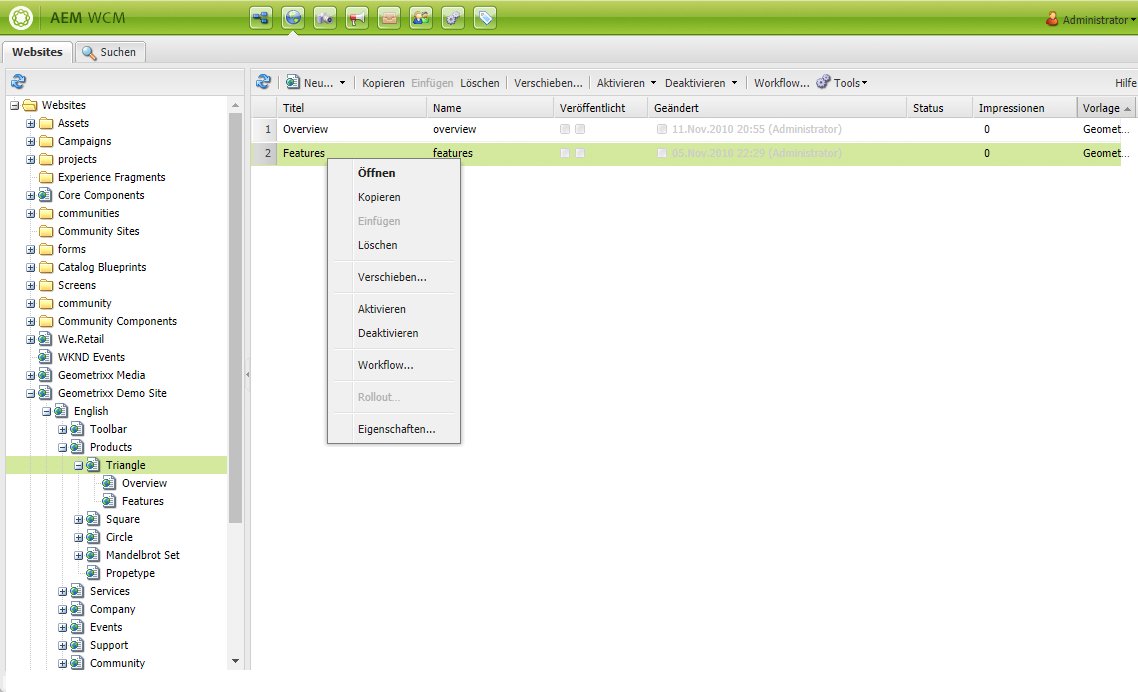 AEM WCM
Administrator
Websites
Suchen
Neu...
Kopieren
Einfügen
Löschen
Verschieben...
Aktivieren
Deaktivieren
Workflow...
Tools
Hilfe
Websites
Assets
Campaigns
projects
Experience Fragments
Core Components
communities
Community Sites
forms
Catalog Blueprints
Screens
community
Community Components
We.Retail
WKND Events
Geometrixx Media
Geometrixx Demo Site
English
Toolbar
Products
Triangle
Overview
Features
Square
Circle
Mandelbrot Set
Propetype
Services
Company
Events
Support
Community
Titel Name Veröffentlicht Geändert Status Impressionen Vorlage
1 Overview overview 11.Nov.2010 20:55 (Administrator) 0 Geomet...
2 Features features 05.Nov.2010 22:29 (Administrator) 0 Geomet...
Öffnen
Kopieren
Einfügen
Löschen
Verschieben...
Aktivieren
Deaktivieren
Workflow...
Rollout...
Eigenschaften...